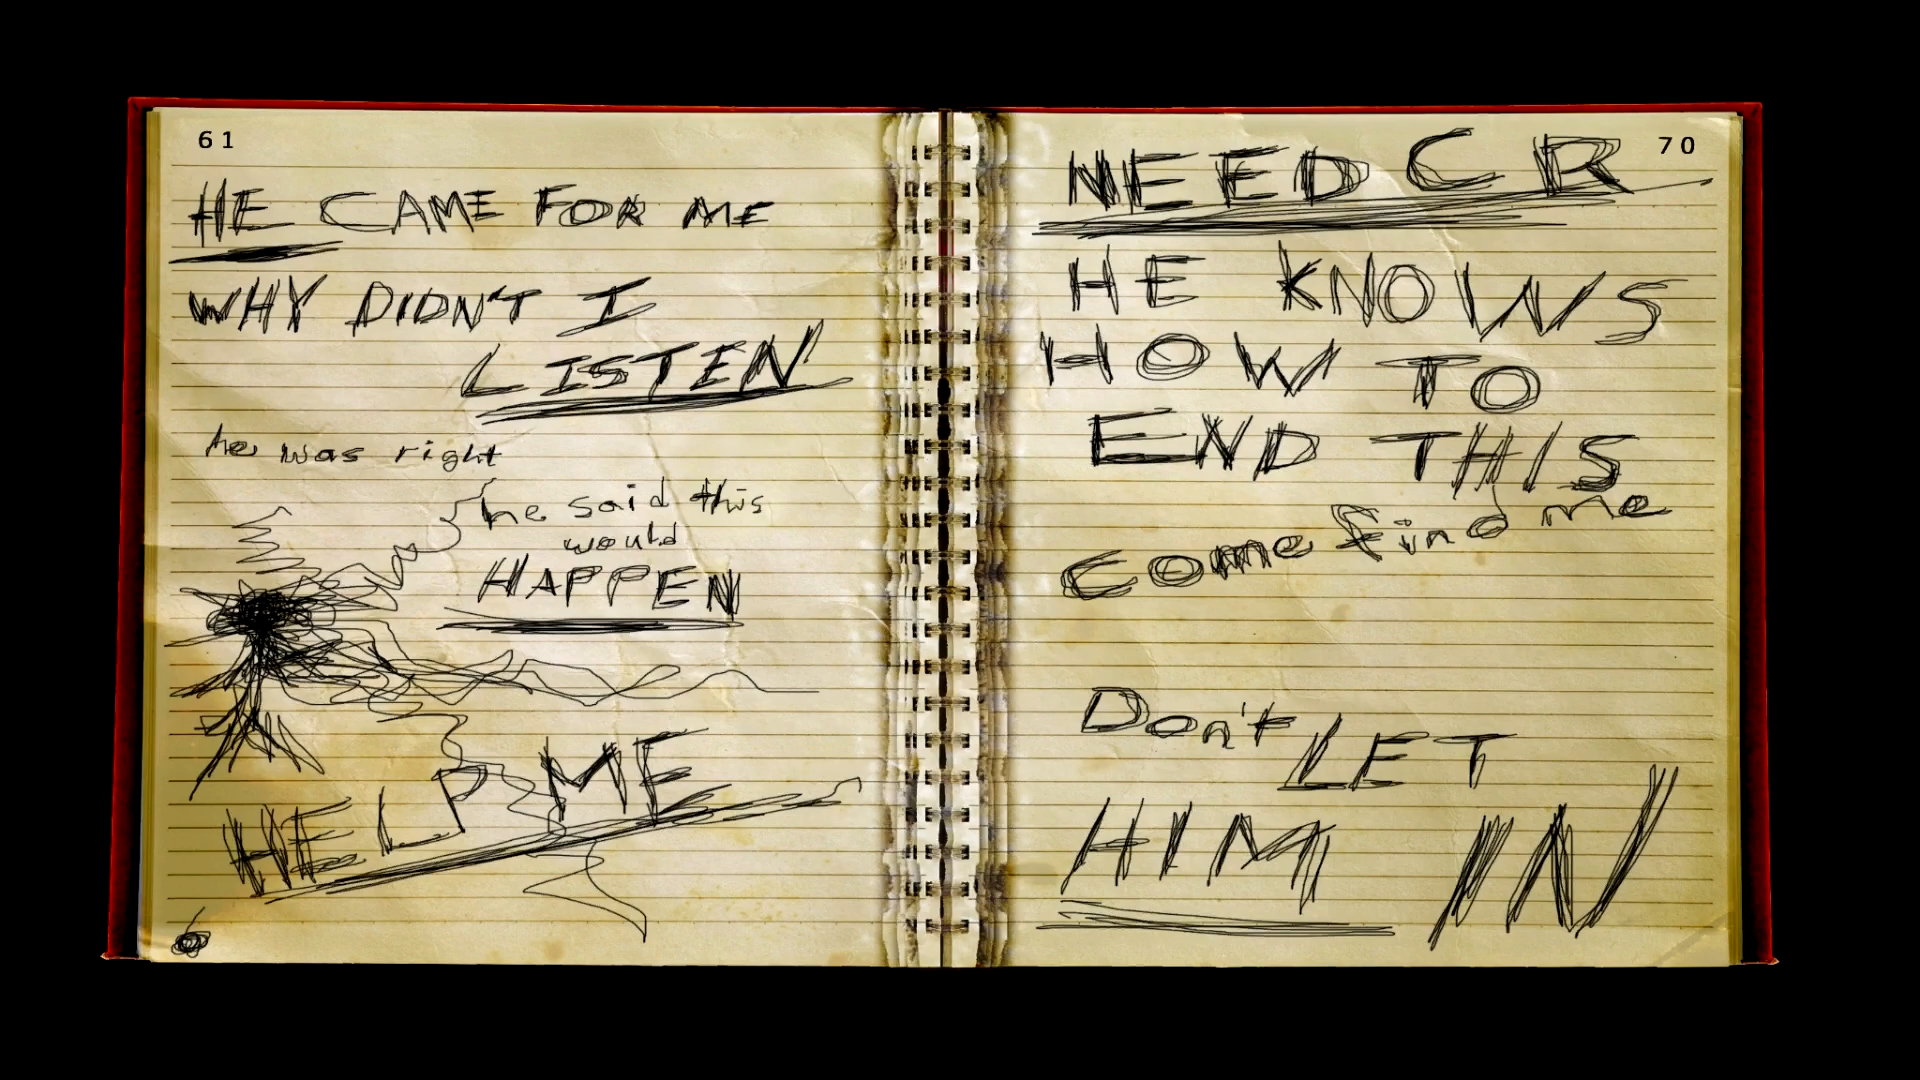 61
HE CAME FOR ME
WHY DIDN'T I
LISTEN
he was right
he said this
would
HAPPEN
HELP ME
70
NEED CR
HE KNOWS
HOW TO
END THIS
come find me
Don't LET
HIM IN